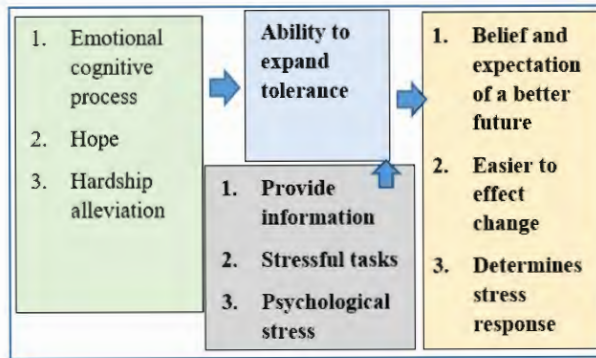 1. Emotional
cognitive
process
2. Hope
3. Hardship
alleviation
Ability to
expand
tolerance
1. Provide
information
2. Stressful tasks
3. Psychological
stress
1. Belief and
expectation
of a better
future
2. Easier to
effect
change
3. Determines
stress
response